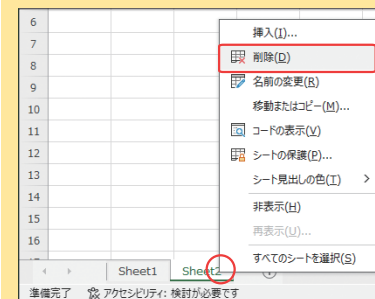 6
7
8
9
10
11
12
13
14
15
16
挿入(I)...
削除(D)
名前の変更(R)
移動またはコピー(M)...
コードの表示(V)
シートの保護(P)...
シート見出しの色(T)
非表示(H)
再表示(U)...
すべてのシートを選択(S)
Sheet1 Sheet2
準備完了 アクセシビリティ: 検討が必要です